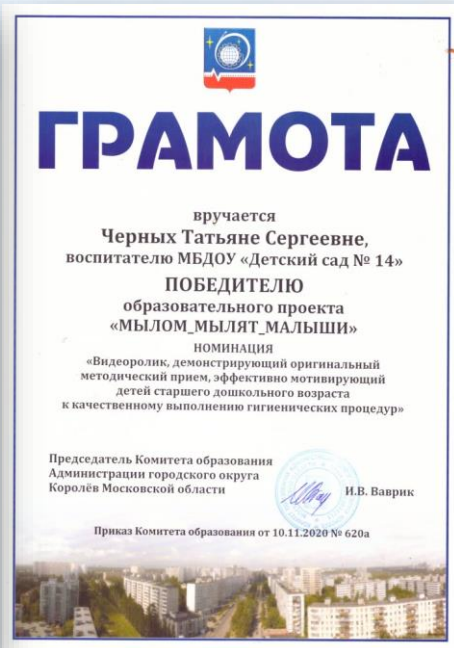 ГРАМОТА
вручается
Черных Татьяне Сергеевне,
воспитателю МБДОУ «Детский сад № 14»
ПОБЕДИТЕЛЮ
образовательного проекта
«МЫЛОМ_МЫЛЯТ_МАЛЫШИ»
НОМИНАЦИЯ
«Видеоролик, демонстрирующий оригинальный
методический прием, эффективно мотивирующий
детей старшего дошкольного возраста
к качественному выполнению гигиенических процедур»
Председатель Комитета образования
Администрации городского округа
Королёв Московской области
И.В. Ваврик
Приказ Комитета образования от 10.11.2020 № 620а